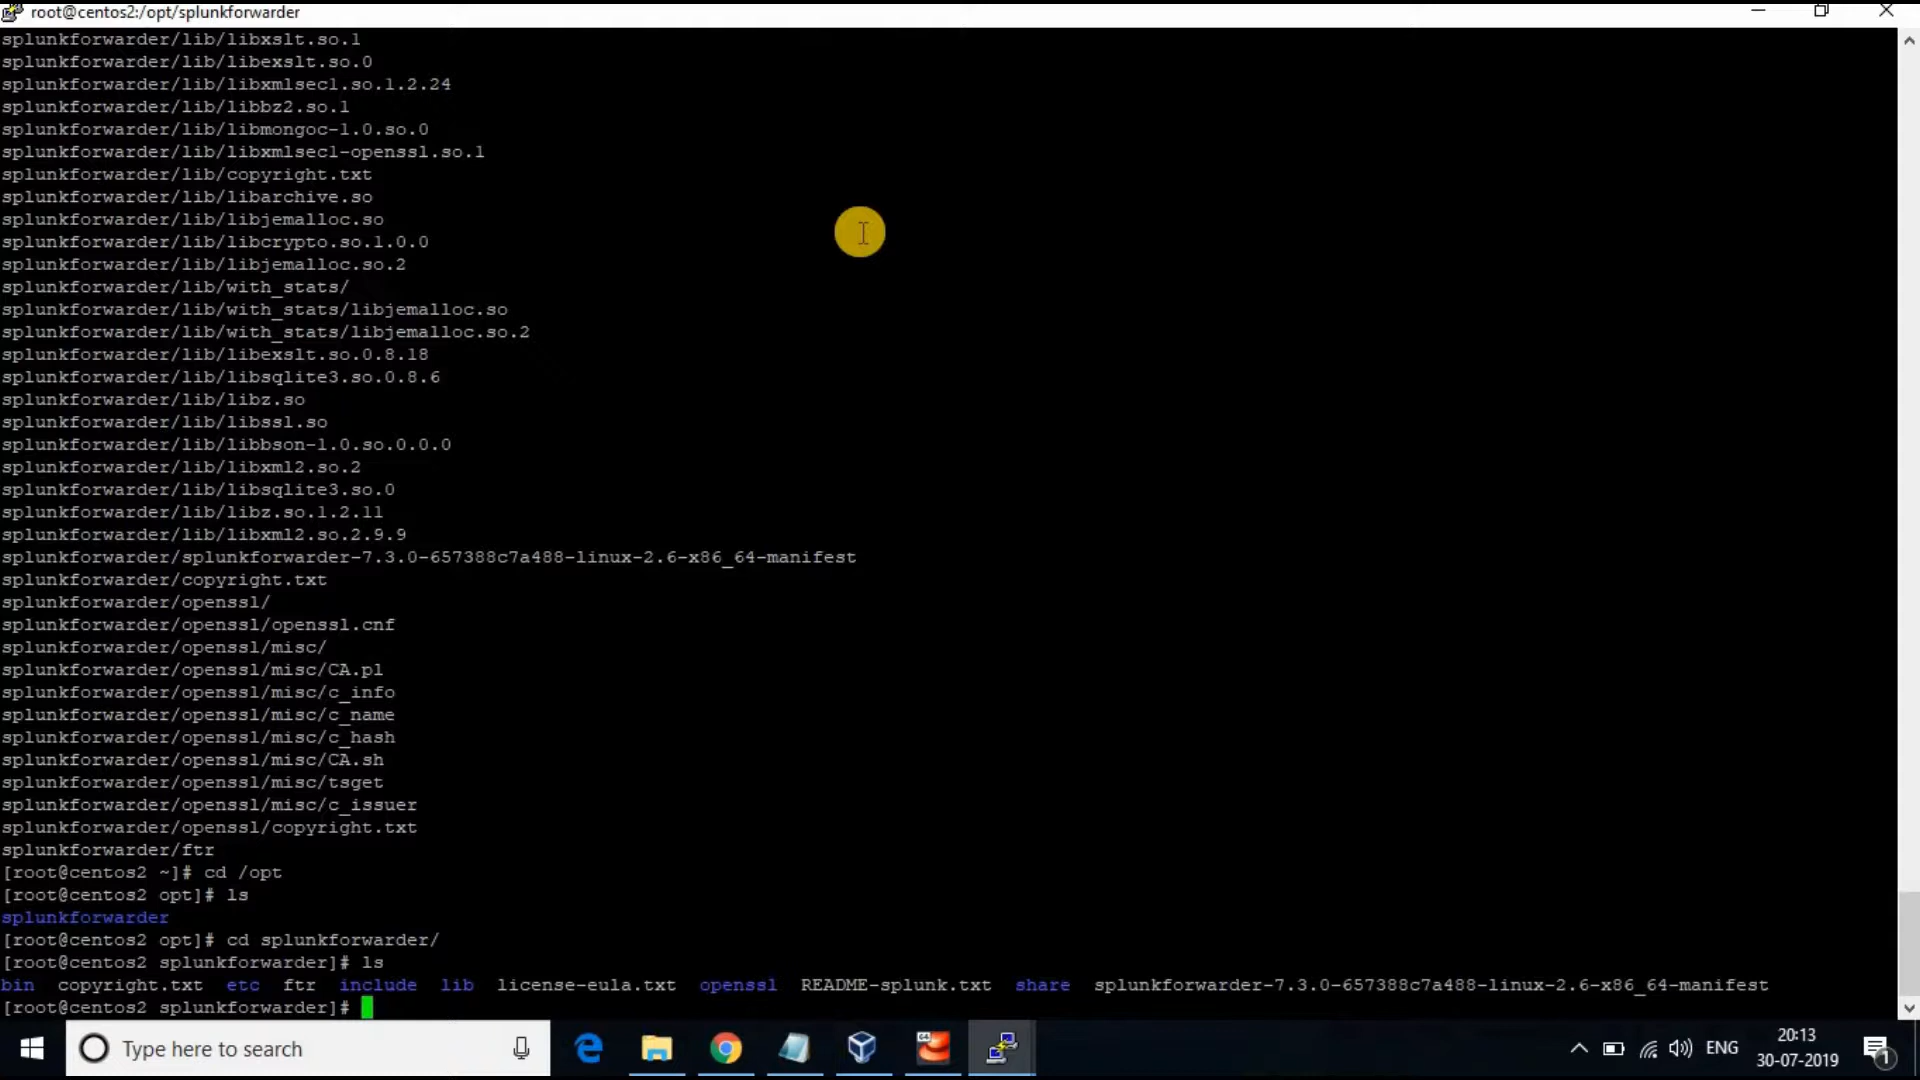 root@centos2:/opt/splunkforwarder
splunkforwarder/lib/libxslt.so.1
splunkforwarder/lib/libexslt.so.0
splunkforwarder/lib/libxmlsec1.so.1.2.24
splunkforwarder/lib/libbz2.so.1
splunkforwarder/lib/libmongoc-1.0.so.0
splunkforwarder/lib/libxmlsec1-openssl.so.1
splunkforwarder/lib/copyright.txt
splunkforwarder/lib/libarchive.so
splunkforwarder/lib/libjemalloc.so
splunkforwarder/lib/libcrypto.so.1.0.0
splunkforwarder/lib/libjemalloc.so.2
splunkforwarder/lib/with_stats/
splunkforwarder/lib/with_stats/libjemalloc.so
splunkforwarder/lib/with_stats/libjemalloc.so.2
splunkforwarder/lib/libexslt.so.0.8.18
splunkforwarder/lib/libsqlite3.so.0.8.6
splunkforwarder/lib/libz.so
splunkforwarder/lib/libssl.so
splunkforwarder/lib/libbson-1.0.so.0.0.0
splunkforwarder/lib/libxml2.so.2
splunkforwarder/lib/libsqlite3.so.0
splunkforwarder/lib/libz.so.1.2.11
splunkforwarder/lib/libxml2.so.2.9.9
splunkforwarder/splunkforwarder-7.3.0-657388c7a488-linux-2.6-x86_64-manifest
splunkforwarder/copyright.txt
splunkforwarder/openssl/
splunkforwarder/openssl/openssl.cnf
splunkforwarder/openssl/misc/
splunkforwarder/openssl/misc/CA.pl
splunkforwarder/openssl/misc/c_info
splunkforwarder/openssl/misc/c_name
splunkforwarder/openssl/misc/c_hash
splunkforwarder/openssl/misc/CA.sh
splunkforwarder/openssl/misc/tsget
splunkforwarder/openssl/misc/c_issuer
splunkforwarder/openssl/copyright.txt
splunkforwarder/ftr
[root@centos2 ~]# cd /opt
[root@centos2 opt]# ls
splunkforwarder
[root@centos2 opt]# cd splunkforwarder/
[root@centos2 splunkforwarder]# ls
bin copyright.txt etc ftr include lib license-eula.txt openssl README-splunk.txt share splunkforwarder-7.3.0-657388c7a488-linux-2.6-x86_64-manifest
[root@centos2 splunkforwarder]#
Type here to search
64
ENG
20:13
30-07-2019
1